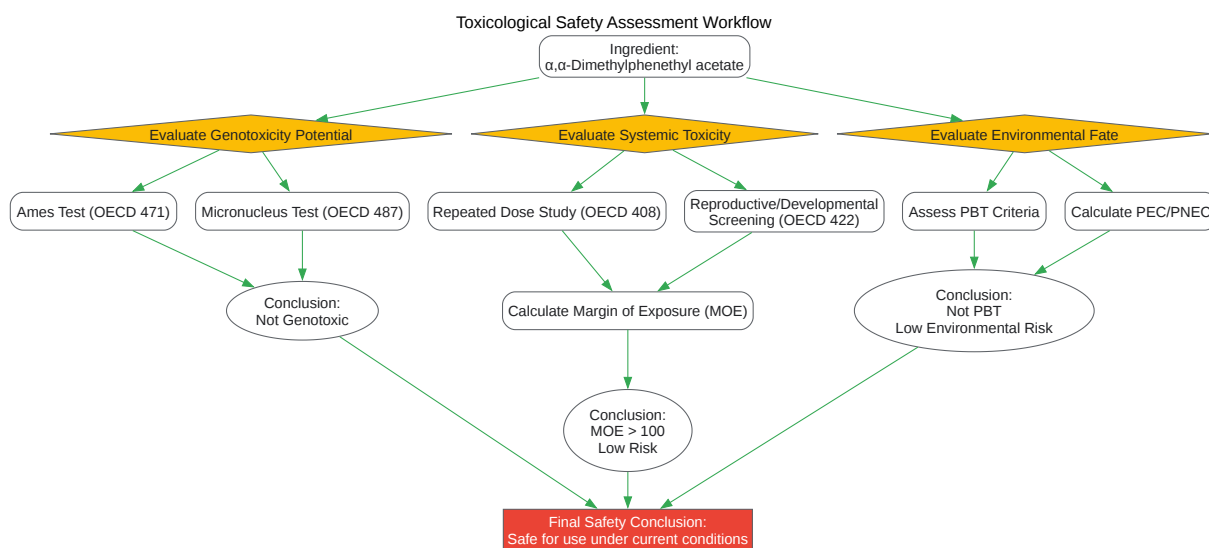 Toxicological Safety Assessment Workflow
Ingredient:
α,α-Dimethylphenethyl acetate
Evaluate Genotoxicity Potential
Evaluate Systemic Toxicity
Evaluate Environmental Fate
Ames Test (OECD 471)
Micronucleus Test (OECD 487)
Repeated Dose Study (OECD 408)
Reproductive/Developmental
Screening (OECD 422)
Assess PBT Criteria
Calculate PEC/PNEC
Conclusion:
Not Genotoxic
Calculate Margin of Exposure (MOE)
Conclusion:
Not PBT
Low Environmental Risk
Conclusion:
MOE > 100
Low Risk
Final Safety Conclusion:
Safe for use under current conditions